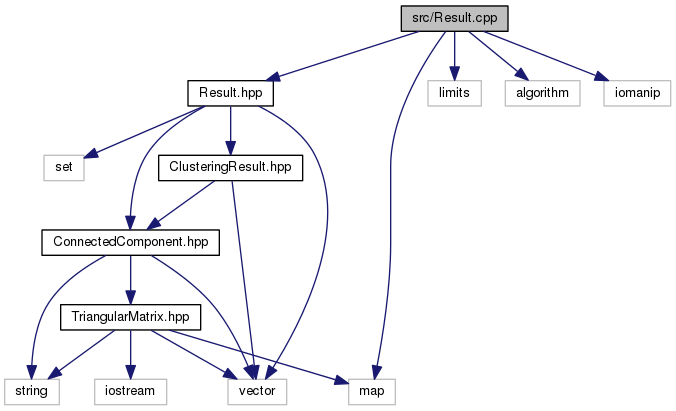 src/Result.cpp
Result.hpp
limits
algorithm
iomanip
set
ClusteringResult.hpp
ConnectedComponent.hpp
TriangularMatrix.hpp
string
iostream
vector
map